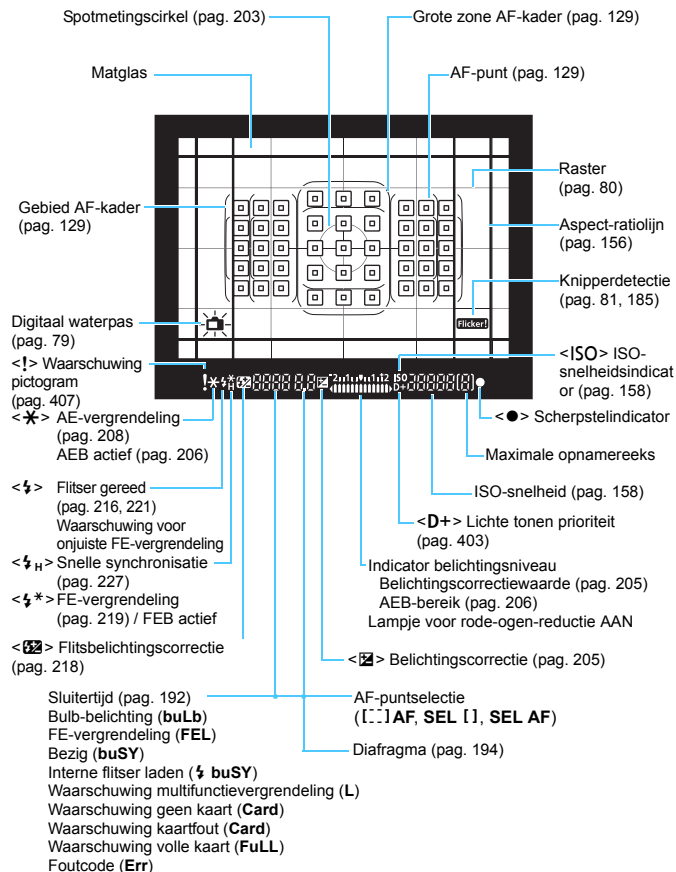 Spotmetingscirkel (pag. 203)
Grote zone AF-kader (pag. 129)
Matglas
AF-punt (pag. 129)
Raster
(pag. 80)
Gebied AF-kader
(pag. 129)
Aspect-ratiolijn
(pag. 156)
Knipperdetectie
(pag. 81, 185)
Flicker!
Digitaal waterpas
(pag. 79)
<!> Waarschuwing
pictogram
(pag. 407)
<ISO> ISO-
snelheidsindicat
or (pag. 158)
<✱> AE-vergrendeling
(pag. 208)
AEB actief (pag. 206)
<●> Scherpstelindicator
Maximale opnamereeks
<⚡> Flitser gereed
(pag. 216, 221)
Waarschuwing voor
onjuiste FE-vergrendeling
ISO-snelheid (pag. 158)
<D+> Lichte tonen prioriteit
(pag. 403)
<⚡H> Snelle synchronisatie
(pag. 227)
<⚡*> FE-vergrendeling
(pag. 219) / FEB actief
Indicator belichtingsniveau
Belichtingscorrectiewaarde (pag. 205)
AEB-bereik (pag. 206)
Lampje voor rode-ogen-reductie AAN
< > Flitsbelichtingscorrectie
(pag. 218)
< > Belichtingscorrectie (pag. 205)
Sluitertijd (pag. 192)
Bulb-belichting (buLb)
FE-vergrendeling (FEL)
Bezig (buSY)
Interne flitser laden (⚡ buSY)
Waarschuwing multifunctievergrendeling (L)
Waarschuwing geen kaart (Card)
Waarschuwing kaartfout (Card)
Waarschuwing volle kaart (FuLL)
Foutcode (Err)
AF-puntselectie
([ ] AF, SEL [ ], SEL AF)
Diafragma (pag. 194)